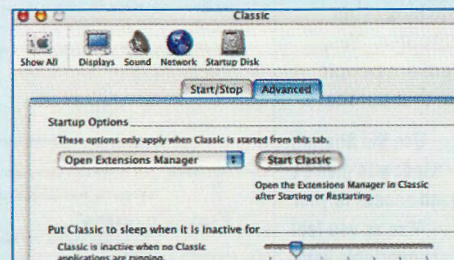 Classic
Show All Displays Sound Network Startup Disk
Start/Stop Advanced
Startup Options
These options only apply when Classic is started from this tab.
Open Extensions Manager Start Classic
Open the Extensions Manager in Classic
after Starting or Restarting.
Put Classic to sleep when it is inactive for
Classic is inactive when no Classic
applications are running.